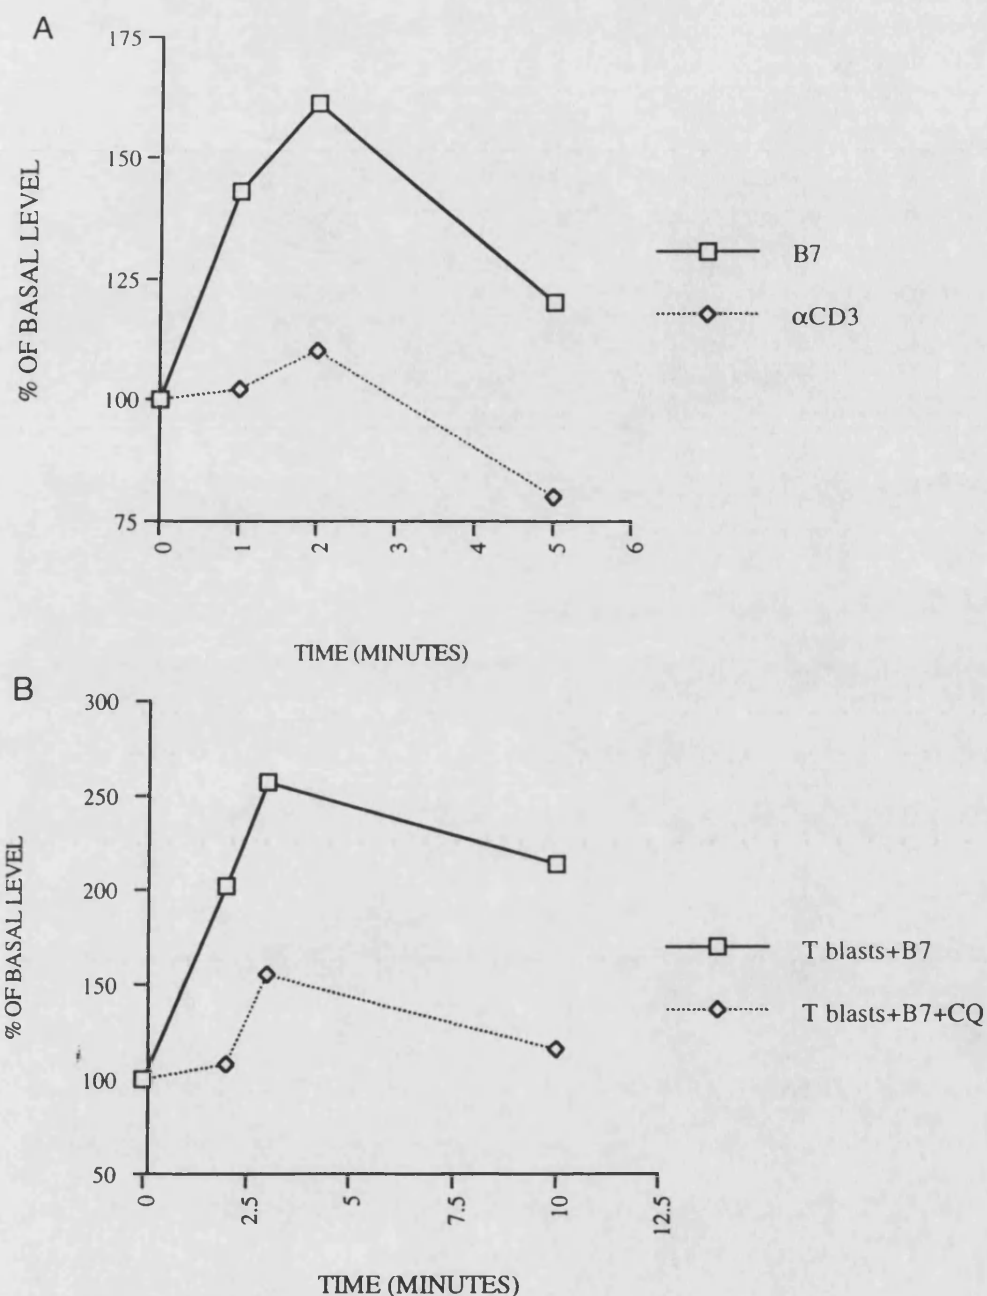 A
175
150
125
100
75
% OF BASAL LEVEL
0 1 2 3 4 5 6
TIME (MINUTES)
B7
αCD3
B
300
250
200
150
100
50
% OF BASAL LEVEL
0 2.5 5 7.5 10 12.5
TIME (MINUTES)
T blasts+B7
T blasts+B7+CQ